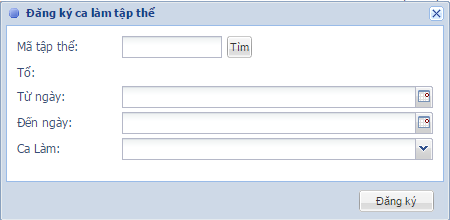 Đăng ký ca làm tập thể
Mã tập thể: Tìm
Tổ:
Từ ngày:
Đến ngày:
Ca Làm:
Đăng ký